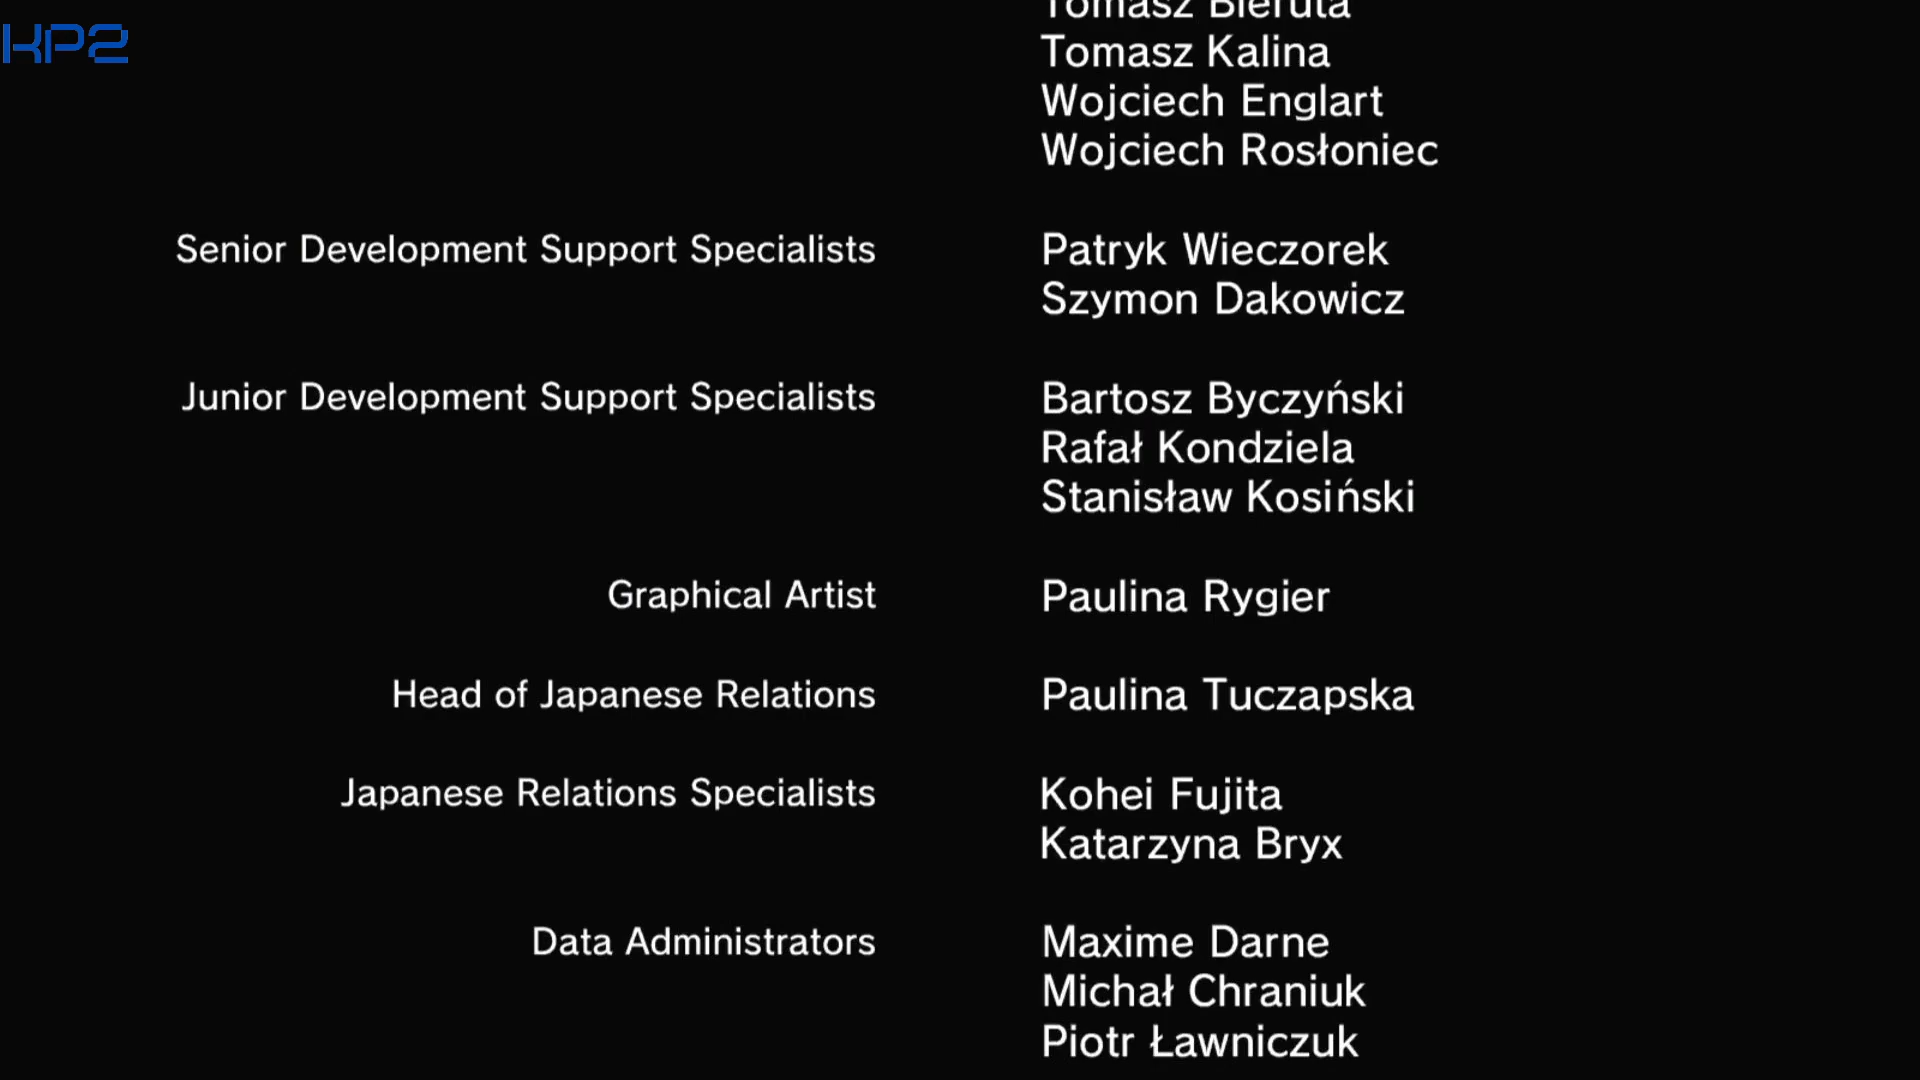 KP2
Tomasz Bieruta
Tomasz Kalina
Wojciech Englart
Wojciech Rosłoniec
Senior Development Support Specialists
Patryk Wieczorek
Szymon Dakowicz
Junior Development Support Specialists
Bartosz Byczyński
Rafał Kondziela
Stanisław Kosiński
Graphical Artist
Paulina Rygier
Head of Japanese Relations
Paulina Tuczapska
Japanese Relations Specialists
Kohei Fujita
Katarzyna Bryx
Data Administrators
Maxime Darne
Michał Chraniuk
Piotr Ławniczuk